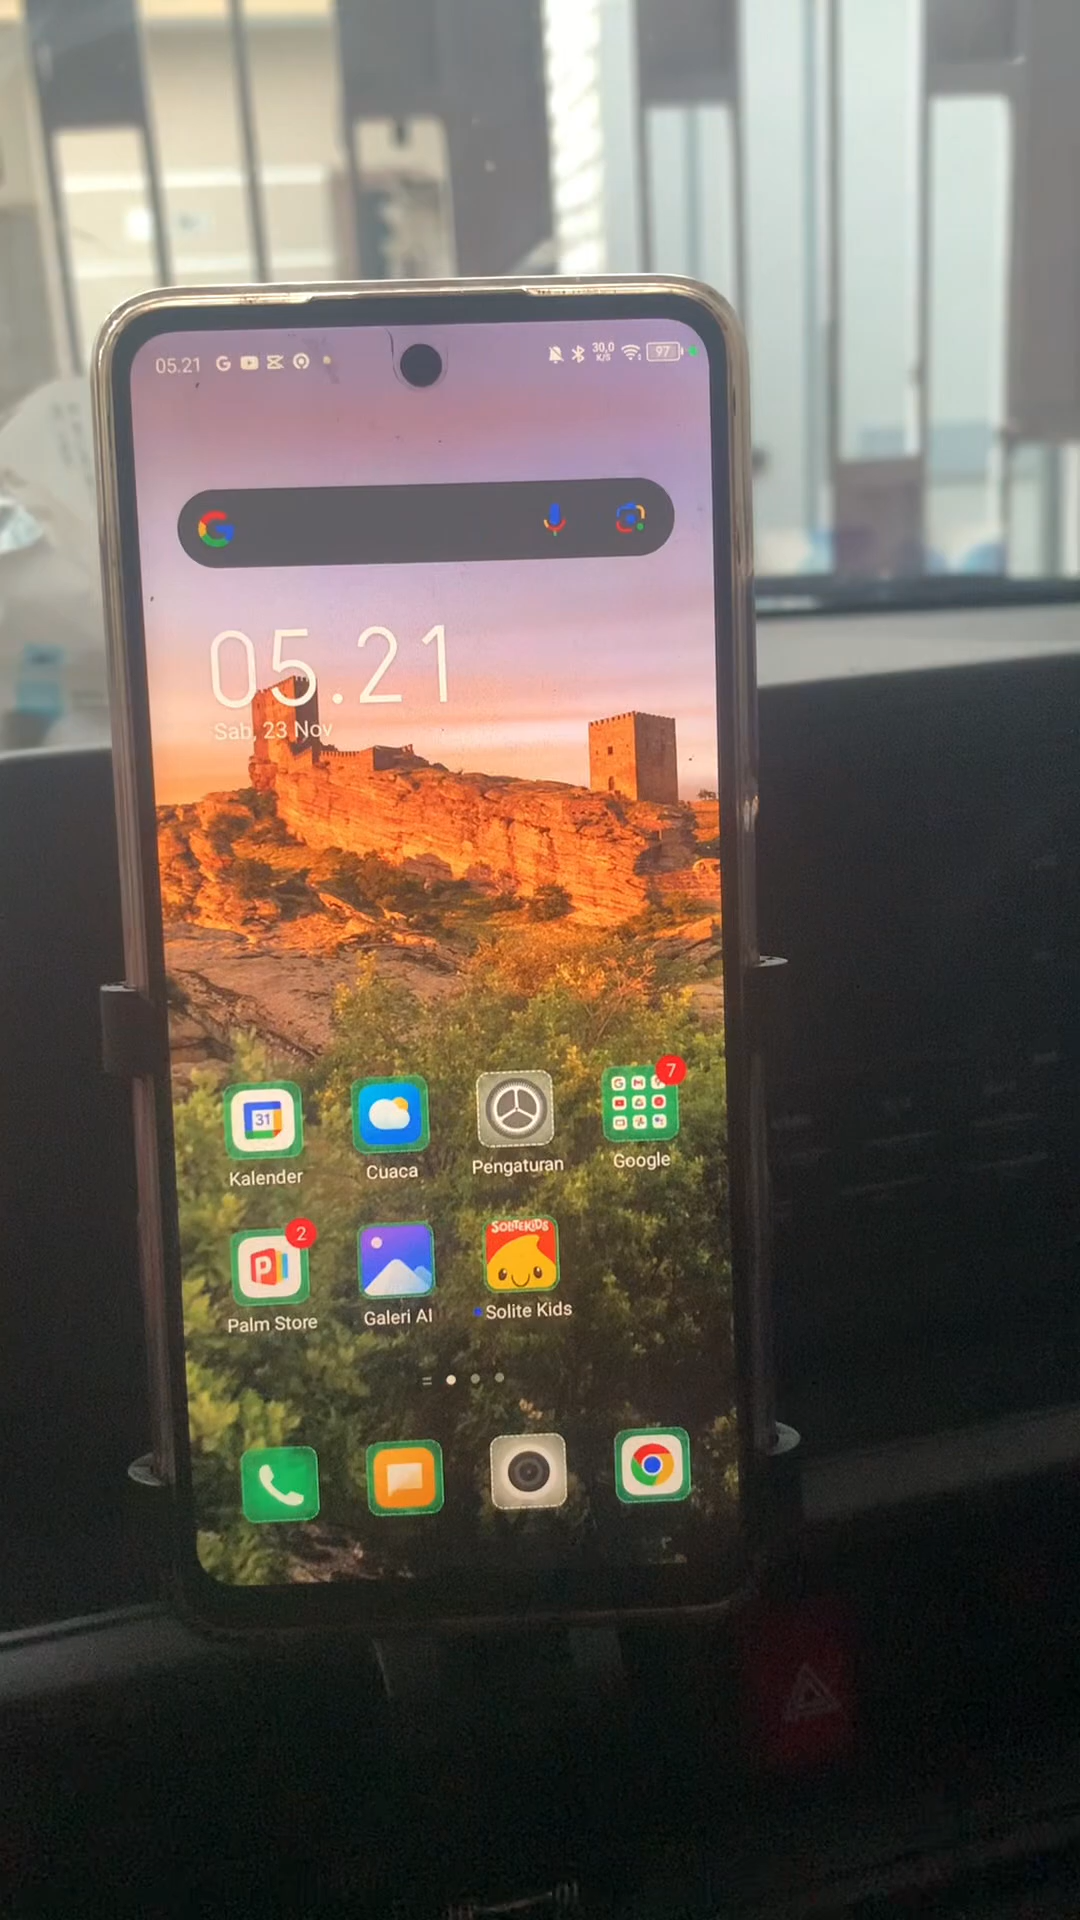 05.21
30,0
K/S
97
05.21
Sab, 23 Nov
31
7
Kalender
Cuaca
Pengaturan
Google
2
SOLITEKIDS
Palm Store
Galeri AI
Solite Kids